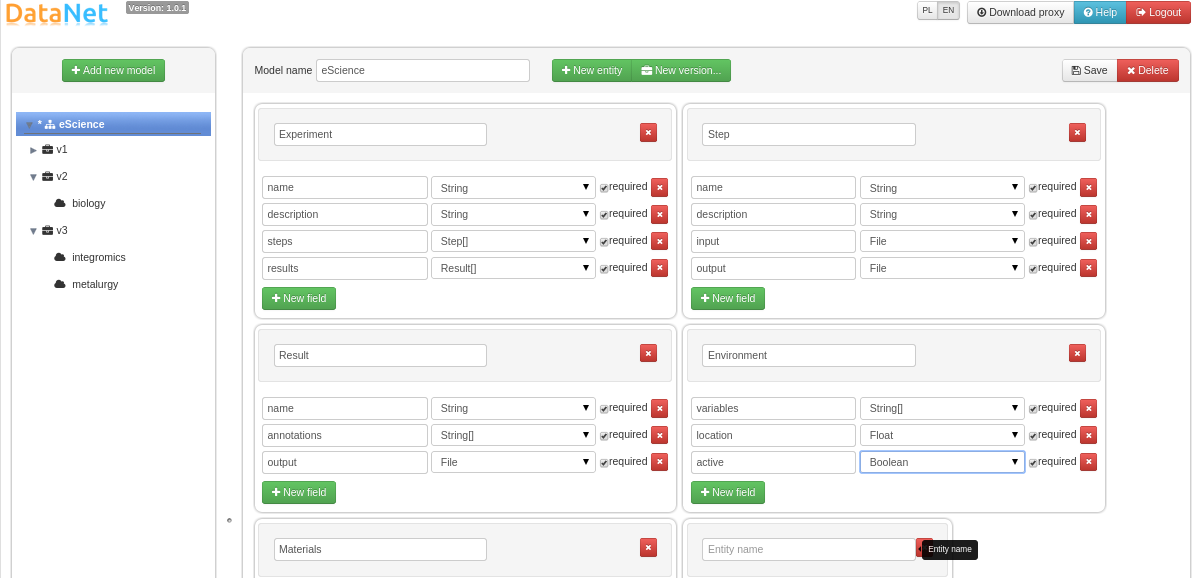 DataNet Version: 1.0.1 PL EN Download proxy Help Logout
Add new model
Model name eScience New entity New version... Save Delete
* eScience
v1
v2
biology
v3
integromics
metalurgy
Experiment
name String required
description String required
steps Step[] required
results Result[] required
New field
Step
name String required
description String required
input File required
output File required
New field
Result
name String required
annotations String[] required
output File required
New field
Environment
variables String[] required
location Float required
active Boolean required
New field
Materials
Entity name Entity name